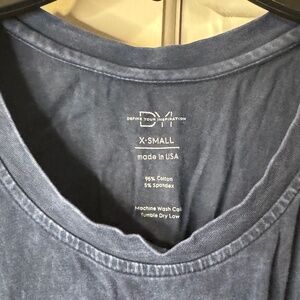 DYI
DEFINE YOUR INSPIRATION
X-SMALL
made in USA
95% Cotton
5% Spandex
Machine Wash Cold
Tumble Dry Low